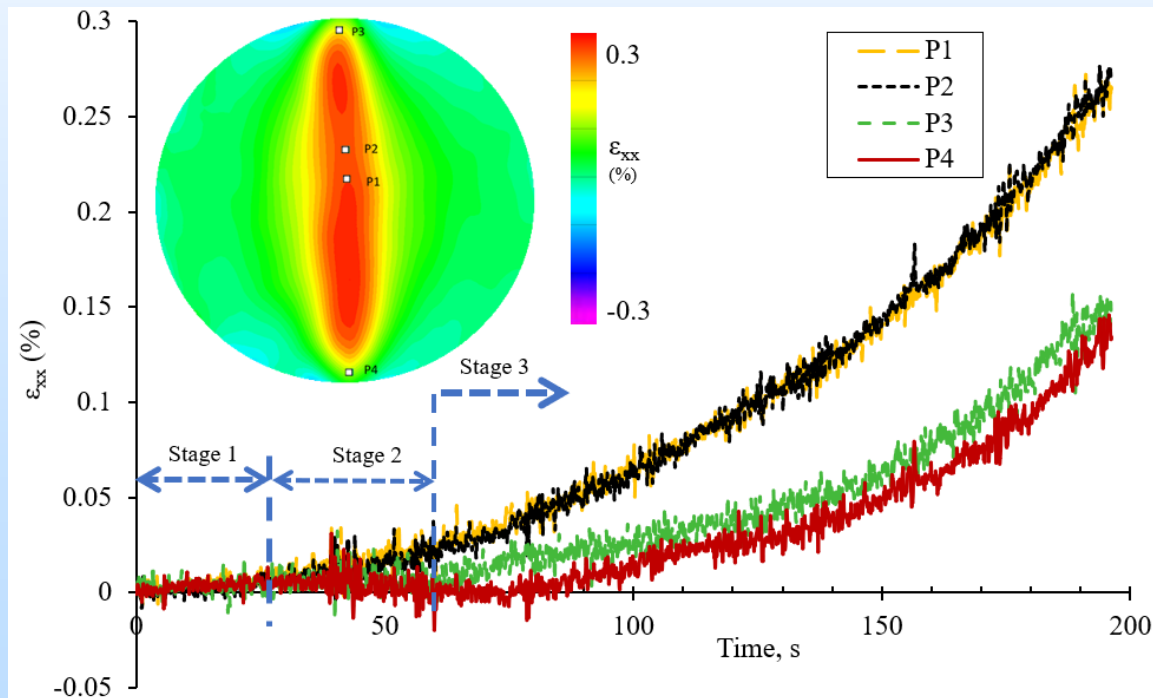 0.3
0.25
0.2
0.15
0.1
0.05
0
-0.05
εxx (%)
P3
P2
P1
P4
0.3
εxx
(%)
-0.3
P1
P2
P3
P4
Stage 1
Stage 2
Stage 3
0
50
100
150
200
Time, s